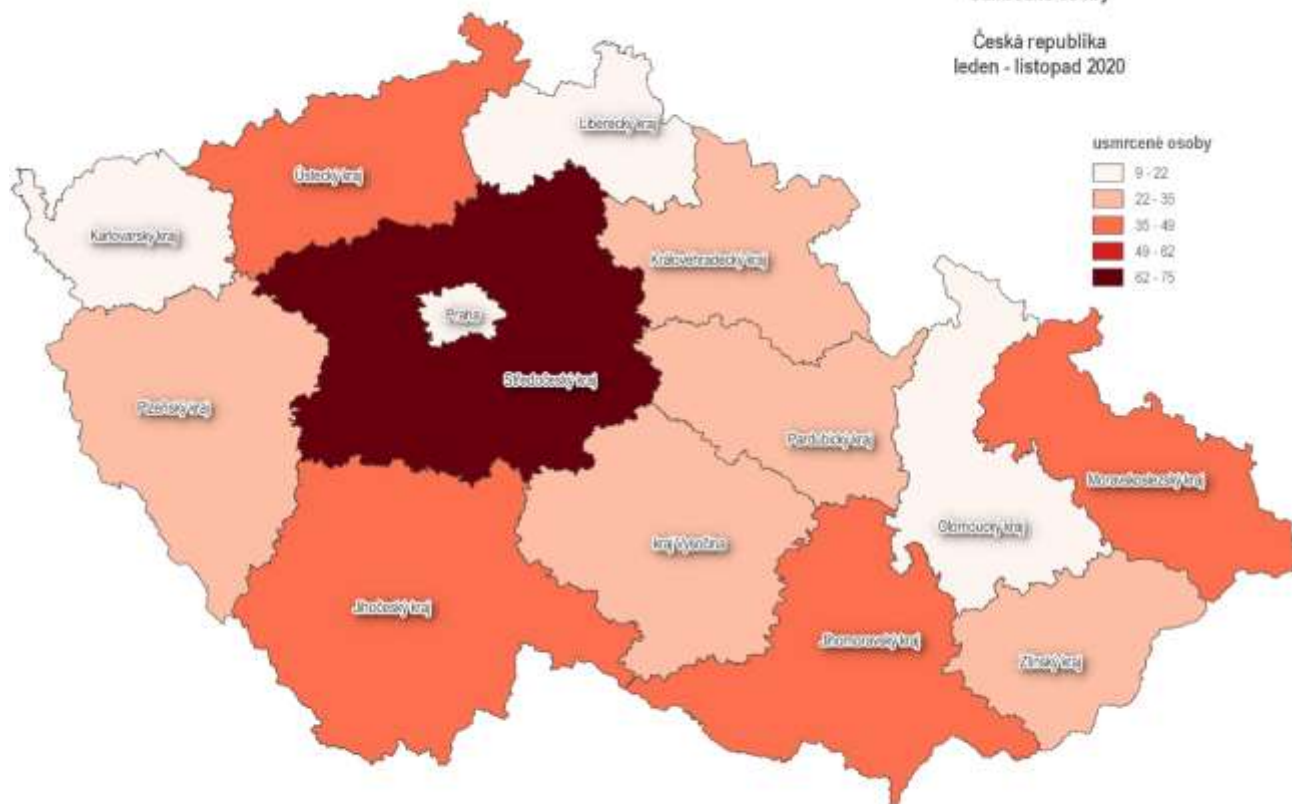 Česká republika
leden - listopad 2020
usmrcené osoby
9 - 22
22 - 35
35 - 49
49 - 62
62 - 75
Liberecký kraj
Ústecký kraj
Karlovarský kraj
Královehradecký kraj
Praha
Středočeský kraj
Plzeňský kraj
Pardubický kraj
Moravskoslezský kraj
Olomoucký kraj
kraj Vysočina
Jihočeský kraj
Jihomoravský kraj
Zlínský kraj